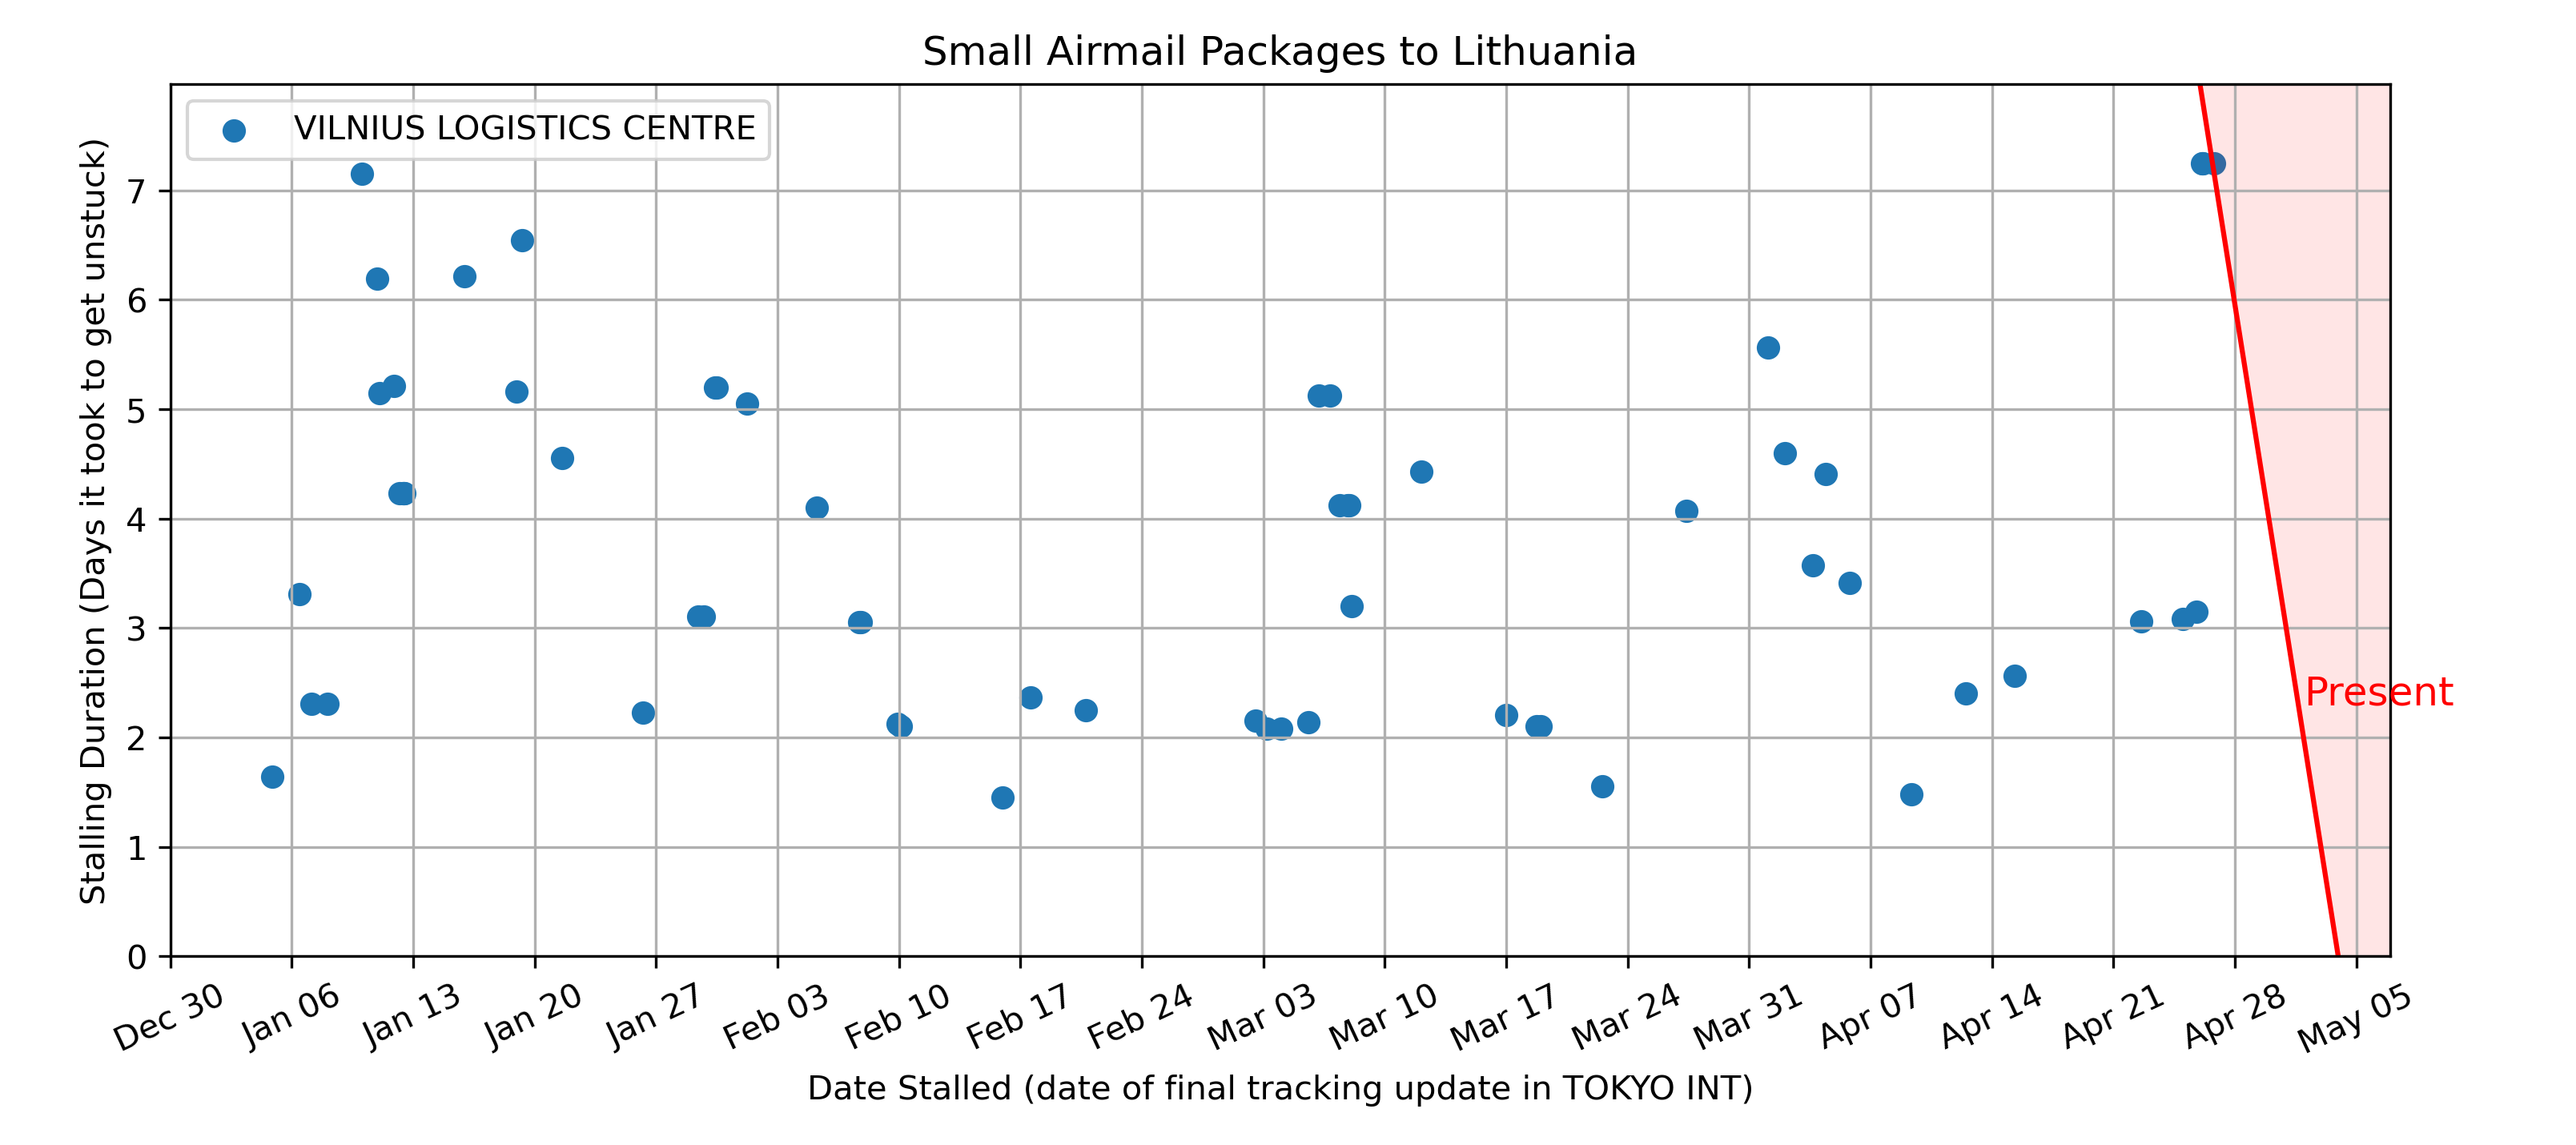 Small Airmail Packages to Lithuania
VILNIUS LOGISTICS CENTRE
Stalling Duration (Days it took to get unstuck)
7
6
5
4
3
2
1
0
Present
Dec 30
Jan 06
Jan 13
Jan 20
Jan 27
Feb 03
Feb 10
Feb 17
Feb 24
Mar 03
Mar 10
Mar 17
Mar 24
Mar 31
Apr 07
Apr 14
Apr 21
Apr 28
May 05
Date Stalled (date of final tracking update in TOKYO INT)